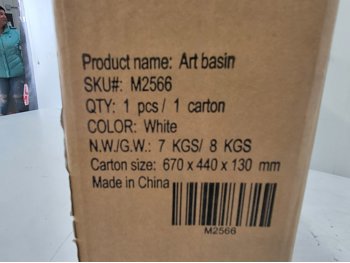 Product name: Art basin
SKU#: M2566
QTY: 1 pcs/ 1 carton
COLOR: White
N.W./G.W.: 7 KGS/ 8 KGS
Carton size: 670 x 440 x 130 mm
Made in China
M2566